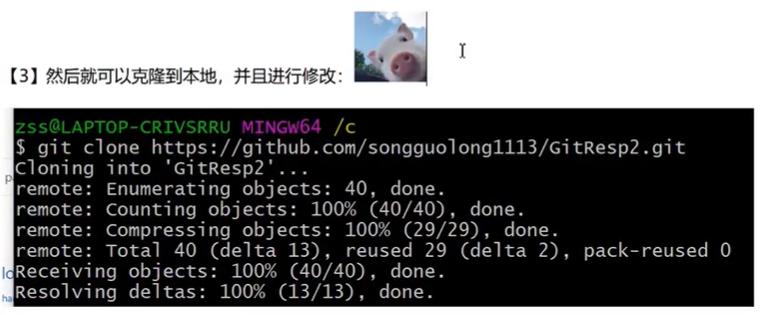 【3】然后就可以克隆到本地，并且进行修改：
zss@LAPTOP-CRIVSRRU MINGW64 /c
$ git clone https://github.com/songguolong1113/GitResp2.git
Cloning into 'GitResp2'...
remote: Enumerating objects: 40, done.
remote: Counting objects: 100% (40/40), done.
remote: Compressing objects: 100% (29/29), done.
remote: Total 40 (delta 13), reused 29 (delta 2), pack-reused 0
Receiving objects: 100% (40/40), done.
Resolving deltas: 100% (13/13), done.